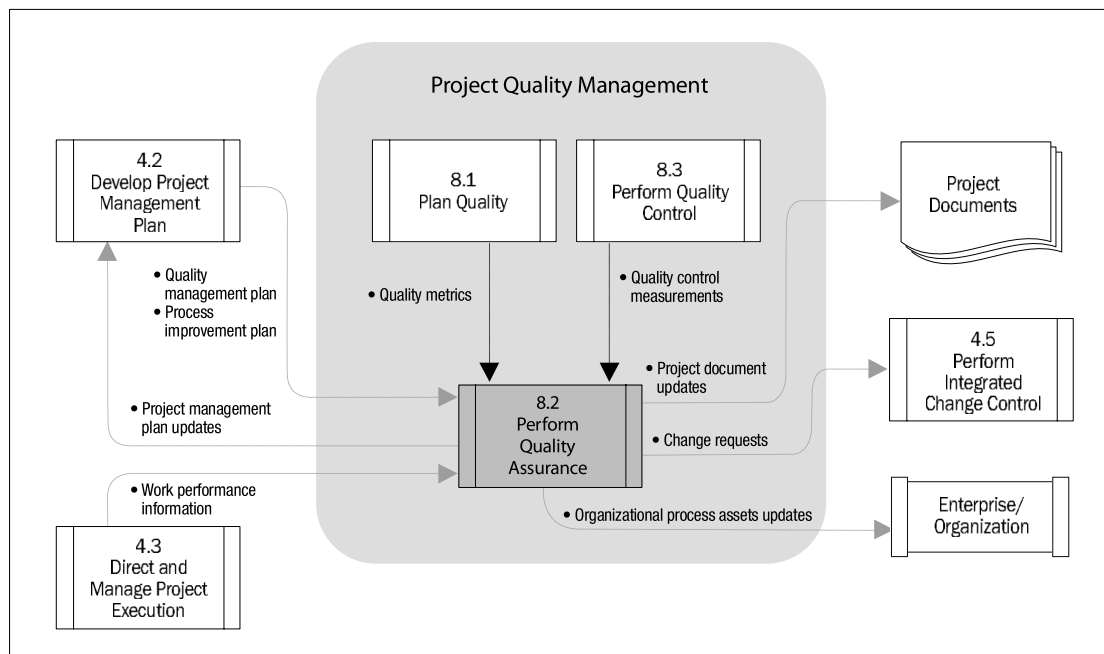 Project Quality Management
4.2
Develop Project
Management
Plan
8.1
Plan Quality
8.3
Perform Quality
Control
Project
Documents
• Quality
management plan
• Process
improvement plan
• Quality metrics
• Quality control
measurements
4.5
Perform
Integrated
Change Control
• Project document
updates
8.2
Perform
Quality
Assurance
• Project management
plan updates
• Change requests
• Work performance
information
• Organizational process assets updates
Enterprise/
Organization
4.3
Direct and
Manage Project
Execution